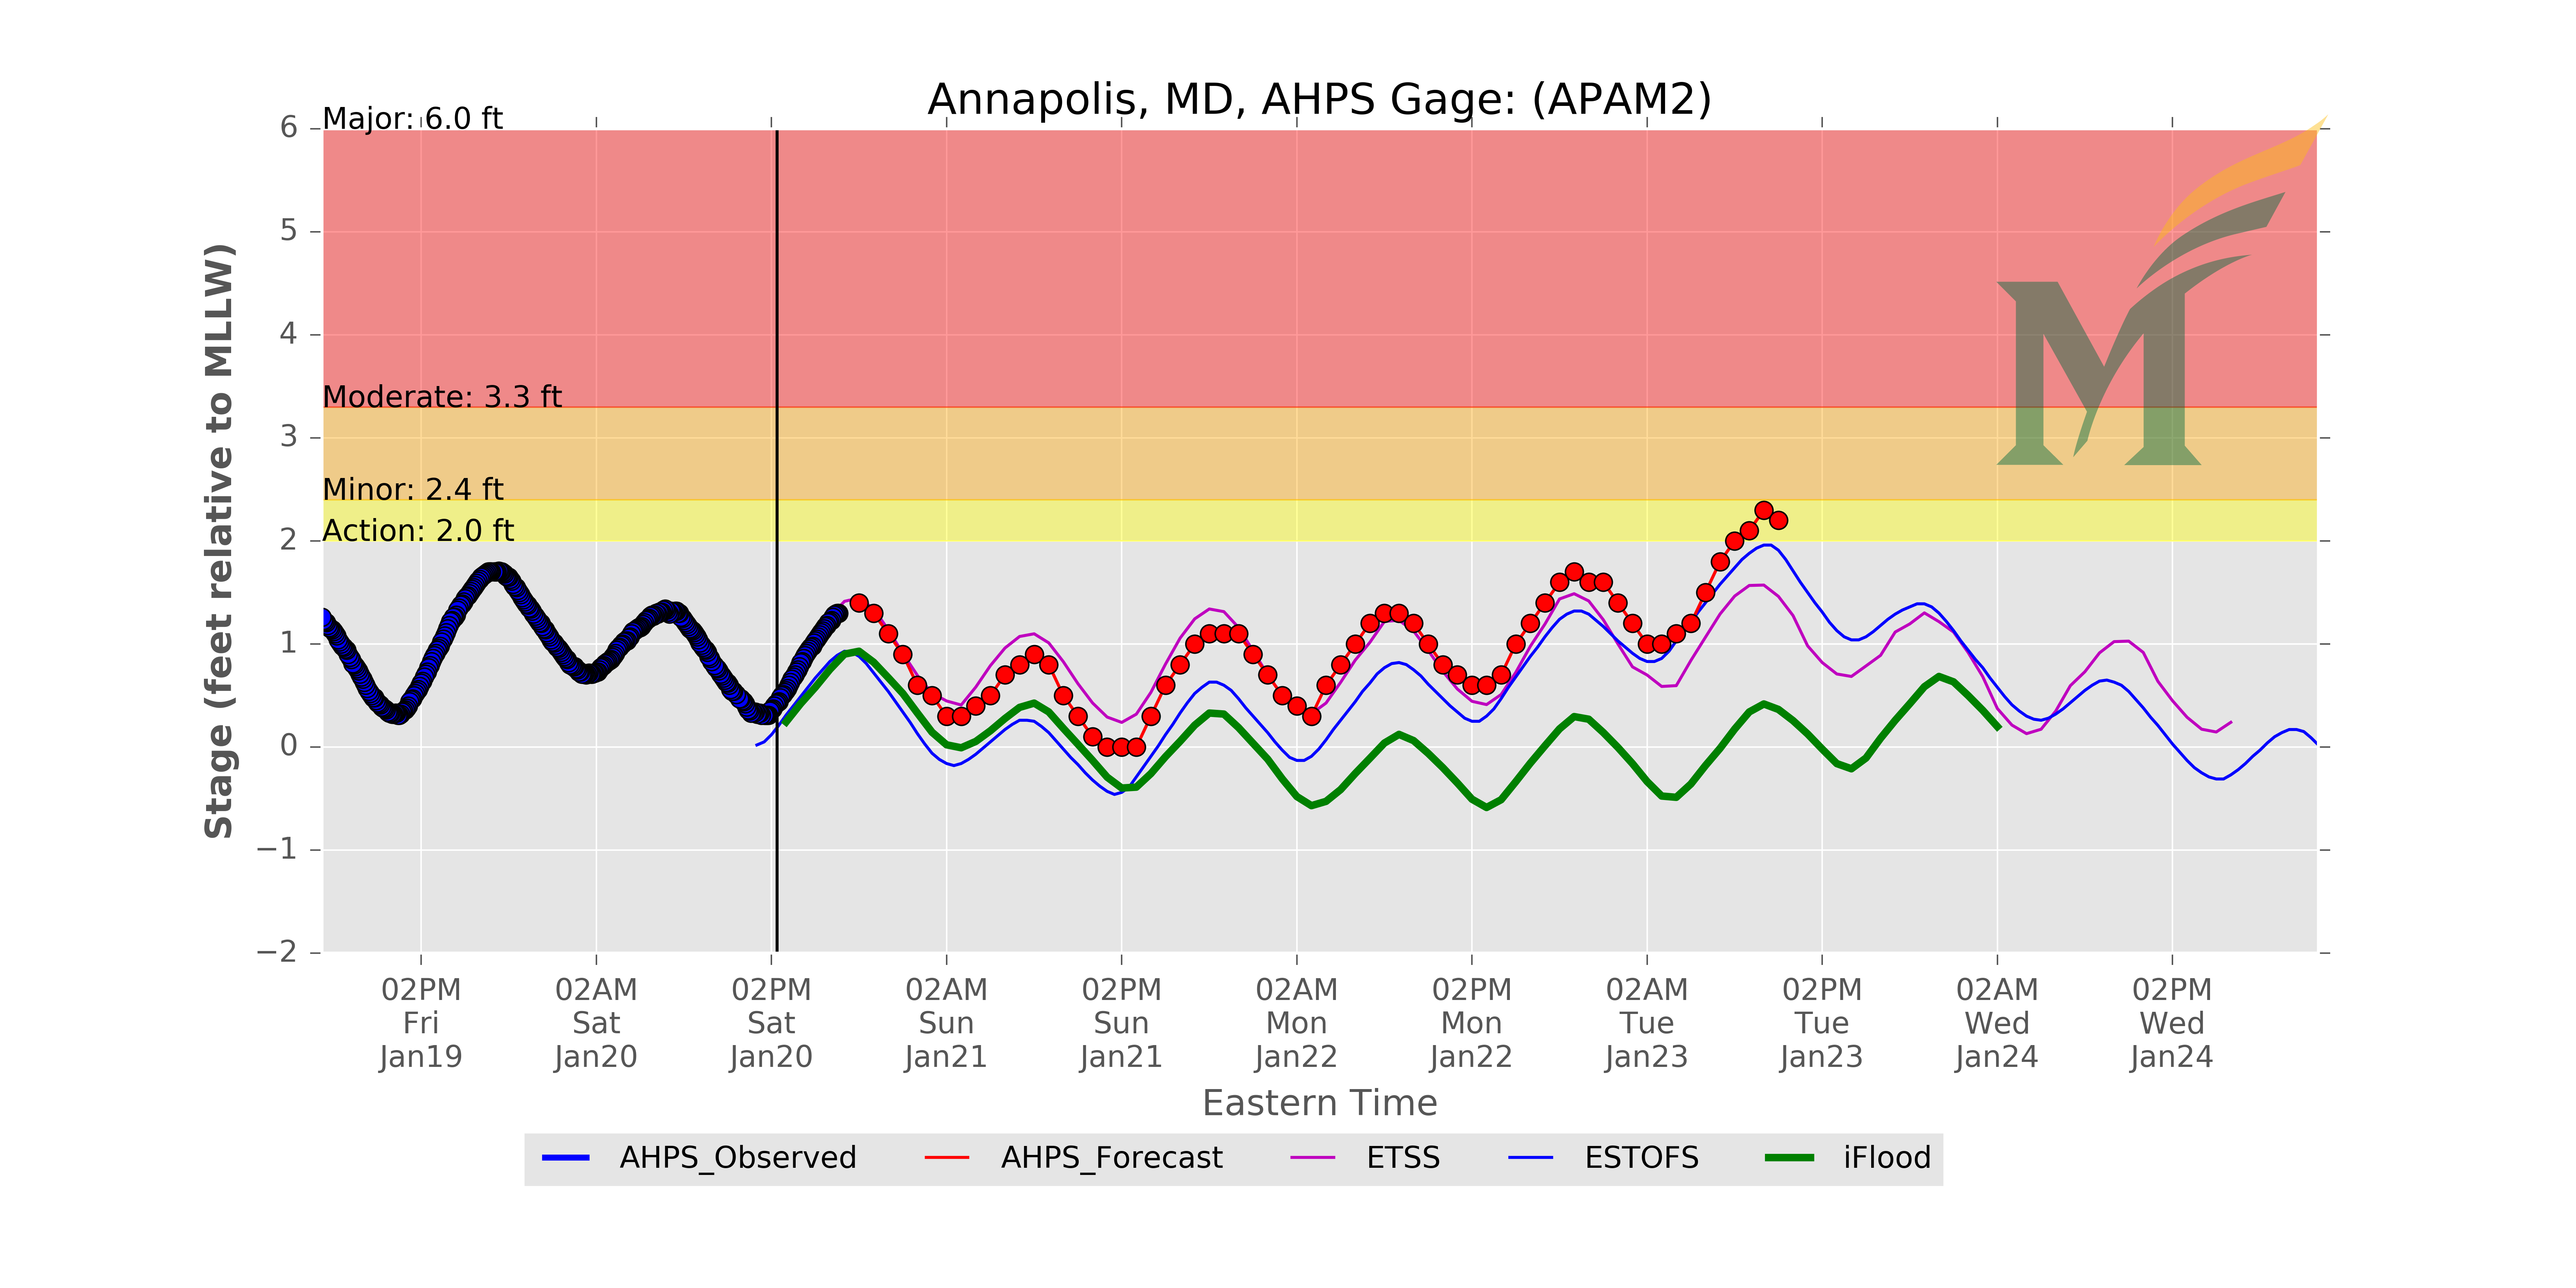 Annapolis, MD, AHPS Gage: (APAM2)
Major: 6.0 ft
Moderate: 3.3 ft
Minor: 2.4 ft
Action: 2.0 ft
Stage (feet relative to MLLW)
6
5
4
3
2
1
0
−1
−2
02PM 02AM 02PM 02AM 02PM 02AM 02PM 02AM 02PM 02AM 02PM
Fri Sat Sat Sun Sun Mon Mon Tue Tue Wed Wed
Jan19 Jan20 Jan20 Jan21 Jan21 Jan22 Jan22 Jan23 Jan23 Jan24 Jan24
Eastern Time
AHPS_Observed AHPS_Forecast ETSS ESTOFS iFlood
M